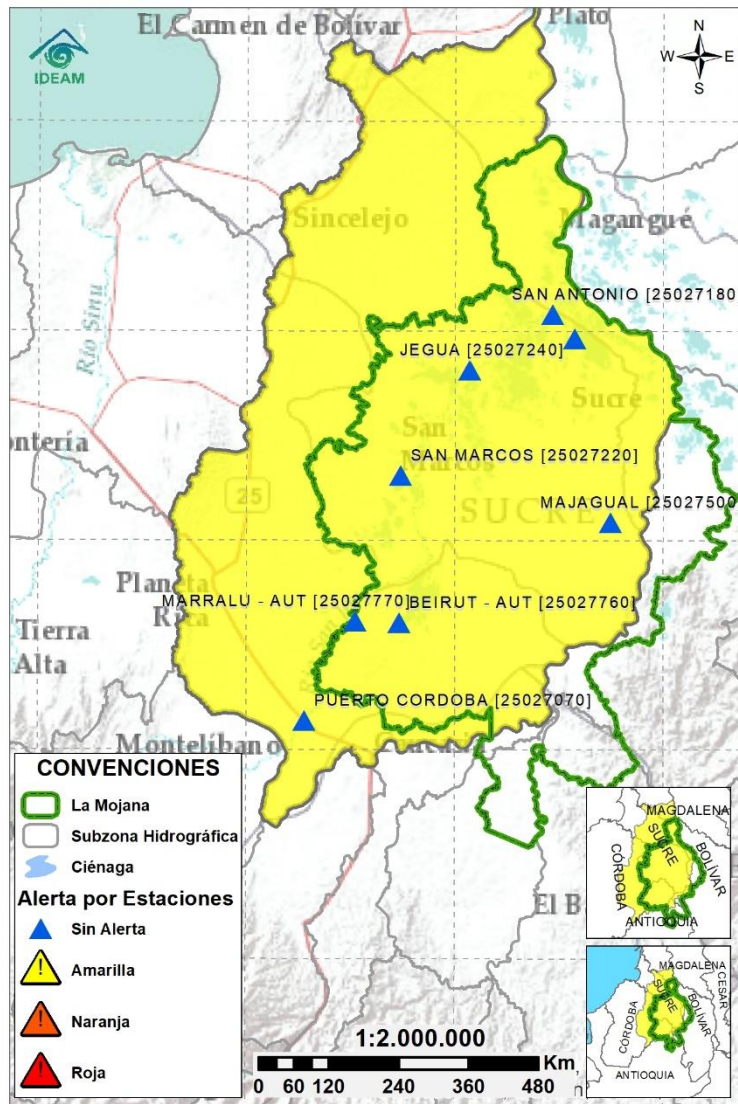 El Carmen de Bolívar
Plato
IDEAM
N
W E
S
Sincelejo
Magangué
Río Sinú
SAN ANTONIO [25027180
JEGUA [25027240]
Sucre
San
Marcos
ontería
SAN MARCOS [25027220]
25
SUCRE
MAJAGUAL [25027500
Planeta
Rica
MARRALU - AUT [25027770]
BEIRUT - AUT [25027760]
Tierra
Alta
PUERTO CORDOBA [25027070]
Montelíbano
El B
CONVENCIONES
La Mojana
Subzona Hidrográfica
Ciénaga
Alerta por Estaciones
Sin Alerta
Amarilla
Naranja
Roja
1:2.000.000
Km
0 60 120 240 360 480
MAGDALENA
SUCRE
BOLÍVAR
CÓRDOBA
ANTIOQUIA
MAGDALENA
CESAR
SUCRE
BOLÍVAR
CÓRDOBA
ANTIOQUIA